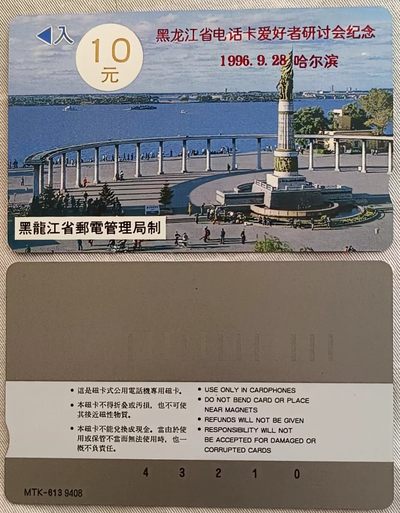 入
10
元
黑龙江省电话卡爱好者研讨会纪念
1996.9.28 哈尔滨
黑龍江省郵電管理局制
• 這是磁卡式公用電話機專用磁卡。
• 本磁卡不得折叠或污損，也不可使
其接近磁性物質。
• 本磁卡不能兌換或現金。當由於使
用或保管不當而無法使用時，也一
概不負責任。
• USE ONLY IN CARDPHONES
• DO NOT BEND CARD OR PLACE
NEAR MAGNETS
• REFUNDS WILL NOT BE GIVEN
• RESPONSIBILITY WILL NOT
BE ACCEPTED FOR DAMAGED OR
CORRUPTED CARDS
4 3 2 1 0
MTK-613 9408